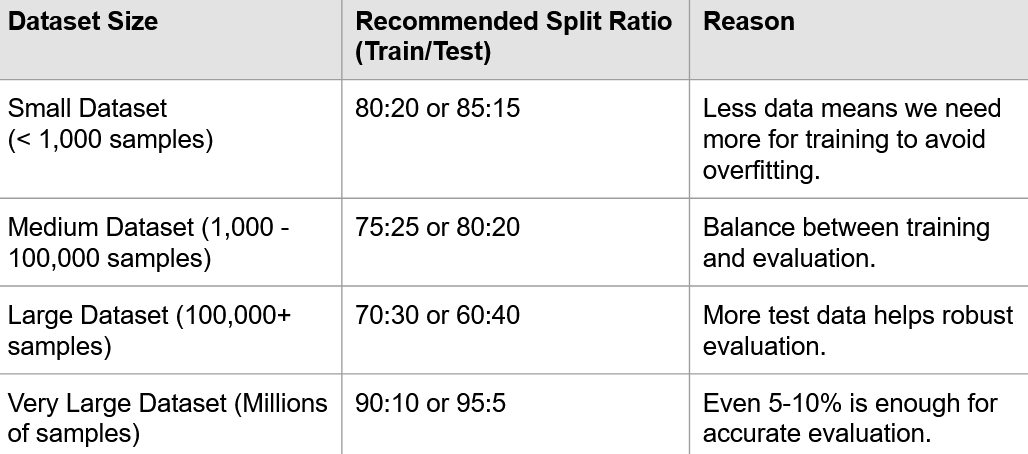 Dataset Size
Recommended Split Ratio
(Train/Test)
Reason
Small Dataset
(< 1,000 samples)
80:20 or 85:15
Less data means we need
more for training to avoid
overfitting.
Medium Dataset (1,000 -
100,000 samples)
75:25 or 80:20
Balance between training
and evaluation.
Large Dataset (100,000+
samples)
70:30 or 60:40
More test data helps robust
evaluation.
Very Large Dataset (Millions
of samples)
90:10 or 95:5
Even 5-10% is enough for
accurate evaluation.